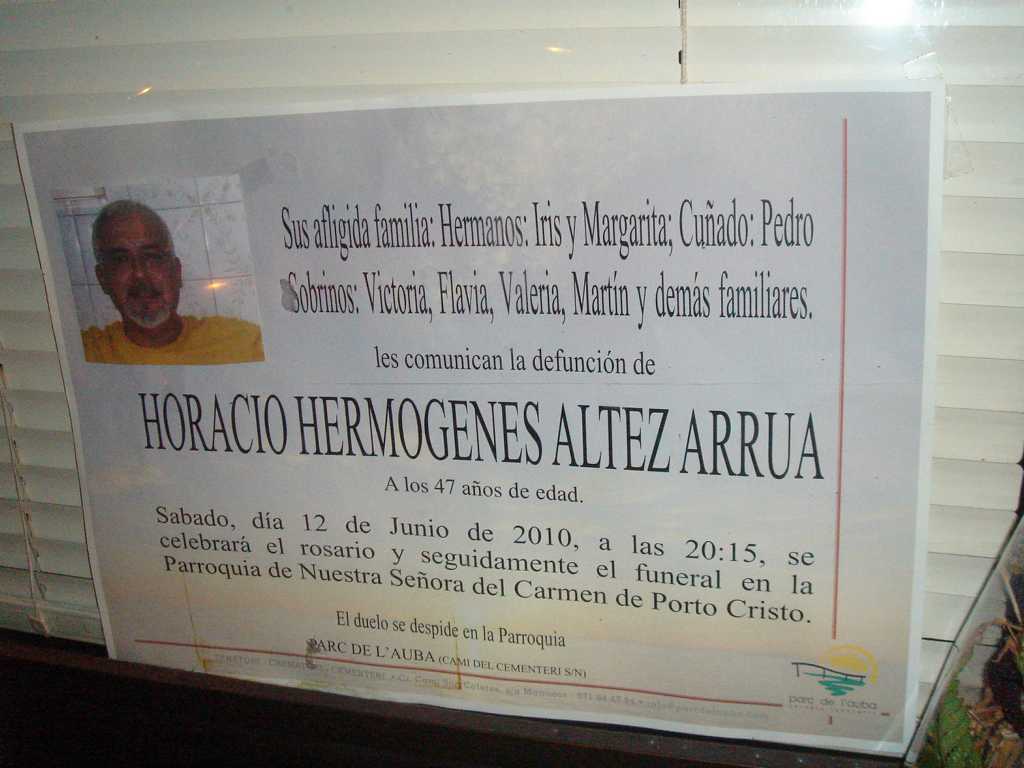 Sus afligida familia: Hermanos: Iris y Margarita; Cuñado: Pedro
Sobrinos: Victoria, Flavia, Valeria, Martín y demás familiares.
les comunican la defunción de
HORACIO HERMOGENES ALTEZ ARRUA
A los 47 años de edad.
Sabado, día 12 de Junio de 2010, a las 20:15, se
celebrará el rosario y seguidamente el funeral en la
Parroquia de Nuestra Señora del Carmen de Porto Cristo.
El duelo se despide en la Parroquia
PARC DE L'AUBA (CAMI DEL CEMENTERI S/N)
CEMENTERI
parc de l'auba